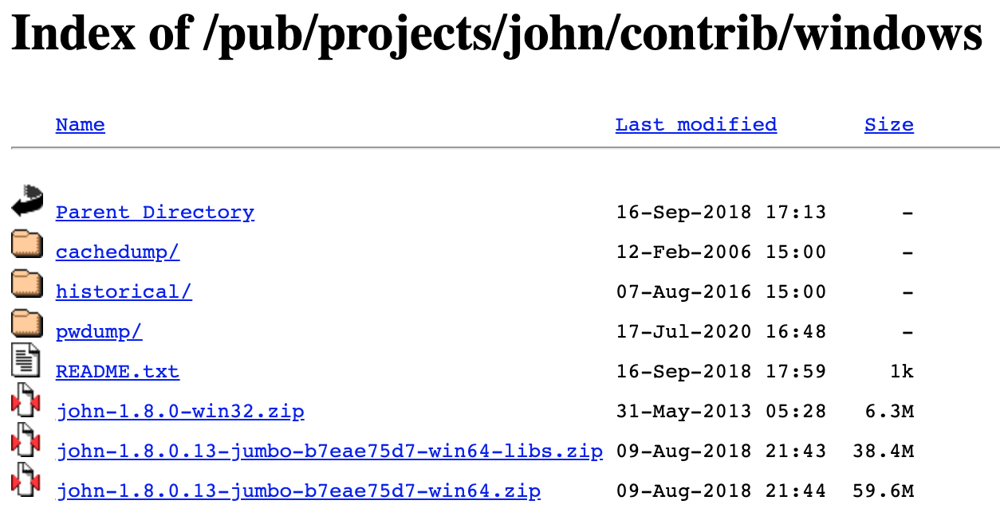 Index of /pub/projects/john/contrib/windows
Name Last modified Size
Parent Directory 16-Sep-2018 17:13 -
cachedump/ 12-Feb-2006 15:00 -
historical/ 07-Aug-2016 15:00 -
pwdump/ 17-Jul-2020 16:48 -
README.txt 16-Sep-2018 17:59 1k
john-1.8.0-win32.zip 31-May-2013 05:28 6.3M
john-1.8.0.13-jumbo-b7eae75d7-win64-libs.zip 09-Aug-2018 21:43 38.4M
john-1.8.0.13-jumbo-b7eae75d7-win64.zip 09-Aug-2018 21:44 59.6M